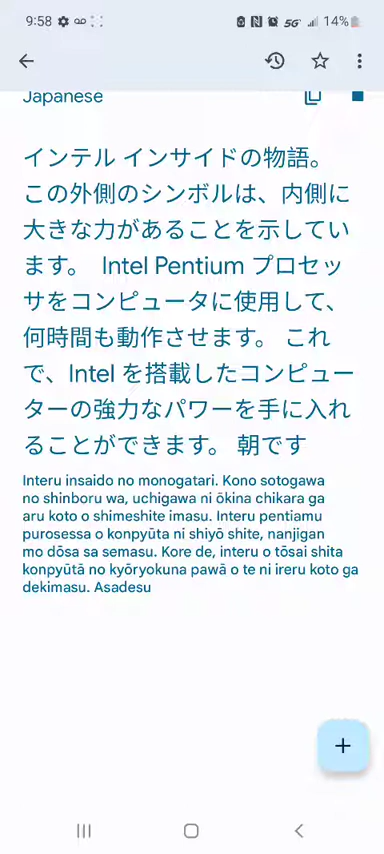 9:58 5G 14%
Japanese
インテル インサイドの物語。
この外側のシンボルは、内側に
大きな力があることを示してい
ます。 Intel Pentium プロセッ
サをコンピュータに使用して、
何時間も動作させます。 これ
で、Intel を搭載したコンピュー
ターの強力なパワーを手に入れ
ることができます。 朝です
Interu insaido no monogatari. Kono sotogawa
no shinboru wa, uchigawa ni ōkina chikara ga
aru koto o shimeshite imasu. Interu pentiamu
purosessa o konpyūta ni shiyō shite, nanjigan
mo dōsa sa semasu. Kore de, interu o tōsai shita
konpyūtā no kyōryokuna pawā o te ni ireru koto ga
dekimasu. Asadesu